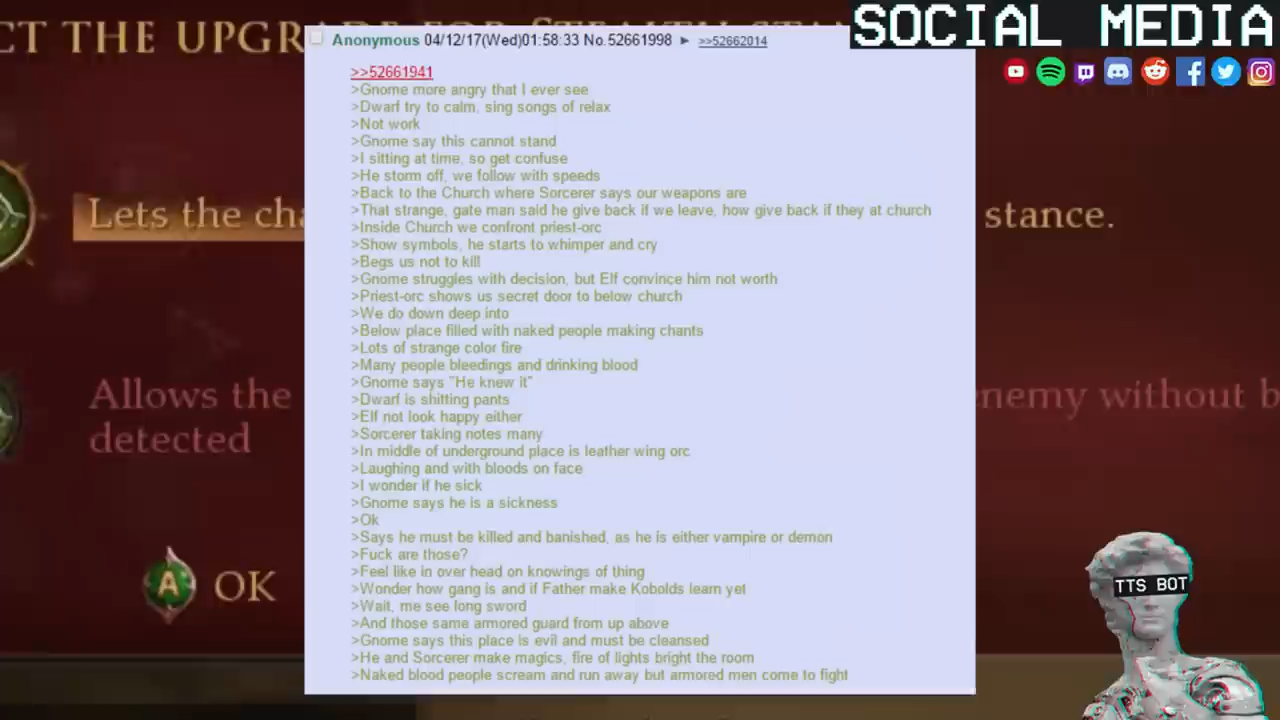 CT THE UPGR
SOCIAL MEDIA
Anonymous 04/12/17(Wed)01:58:33 No.52661998 ► >>52662014
>>52661941
>Gnome more angry that I ever see
>Dwarf try to calm, sing songs of relax
>Not work
>Gnome say this cannot stand
>I sitting at time, so get confuse
>He storm off, we follow with speeds
>Back to the Church where Sorcerer says our weapons are
>That strange, gate man said he give back if we leave, how give back if they at church
>Inside Church we confront priest-orc
>Show symbols, he starts to whimper and cry
>Begs us not to kill
>Gnome struggles with decision, but Elf convince him not worth
>Priest-orc shows us secret door to below church
>We do down deep into
>Below place filled with naked people making chants
>Lots of strange color fire
>Many people bleedings and drinking blood
>Gnome says "He knew it"
>Dwarf is shitting pants
>Elf not look happy either
>Sorcerer taking notes many
>In middle of underground place is leather wing orc
>Laughing and with bloods on face
>I wonder if he sick
>Gnome says he is a sickness
>Ok
>Says he must be killed and banished, as he is either vampire or demon
>Fuck are those?
>Feel like in over head on knowings of thing
>Wonder how gang is and if Father make Kobolds learn yet
>Wait, me see long sword
>And those same armored guard from up above
>Gnome says this place is evil and must be cleansed
>He and Sorcerer make magics, fire of lights bright the room
>Naked blood people scream and run away but armored men come to fight
Lets the cha
stance.
Allows the
nemy without b
detected
A OK
TTS BOT